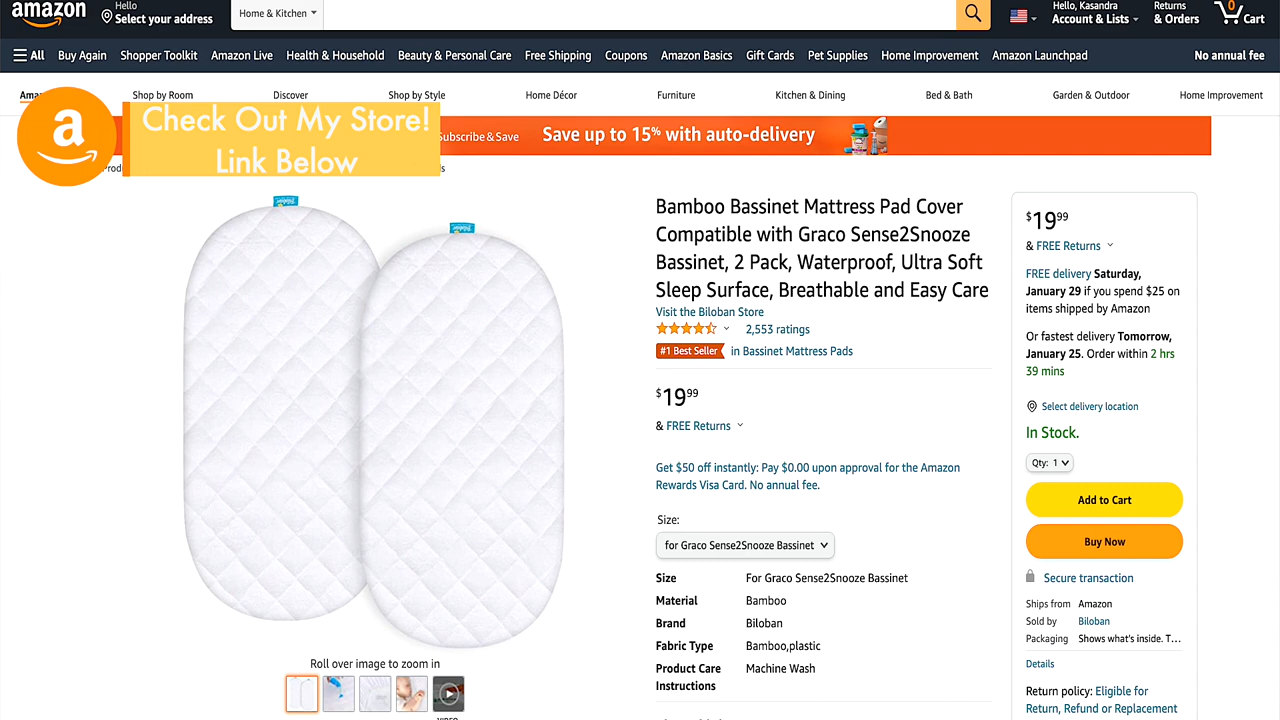 amazon
Hello
Select your address
Home & Kitchen
Hello, Kasandra
Account & Lists
Returns
& Orders
0
Cart
All Buy Again Shopper Toolkit Amazon Live Health & Household Beauty & Personal Care Free Shipping Coupons Amazon Basics Gift Cards Pet Supplies Home Improvement Amazon Launchpad No annual fee
Shop by Room Discover Shop by Style Home Décor Furniture Kitchen & Dining Bed & Bath Garden & Outdoor Home Improvement
a
Check Out My Store!
Link Below
Subscribe & Save Save up to 15% with auto-delivery
Bamboo Bassinet Mattress Pad Cover
Compatible with Graco Sense2Snooze
Bassinet, 2 Pack, Waterproof, Ultra Soft
Sleep Surface, Breathable and Easy Care
Visit the Biloban Store
2,553 ratings
#1 Best Seller in Bassinet Mattress Pads
$19.99
& FREE Returns
Get $50 off instantly: Pay $0.00 upon approval for the Amazon
Rewards Visa Card. No annual fee.
Size:
for Graco Sense2Snooze Bassinet
Size For Graco Sense2Snooze Bassinet
Material Bamboo
Brand Biloban
Fabric Type Bamboo,plastic
Product Care Machine Wash
Instructions
Roll over image to zoom in
VIDEO
$19.99
& FREE Returns
FREE delivery Saturday,
January 29 if you spend $25 on
items shipped by Amazon
Or fastest delivery Tomorrow,
January 25. Order within 2 hrs
39 mins
Select delivery location
In Stock.
Qty: 1
Add to Cart
Buy Now
Secure transaction
Ships from Amazon
Sold by Biloban
Packaging Shows what's inside. T…
Details
Return policy: Eligible for
Return, Refund or Replacement